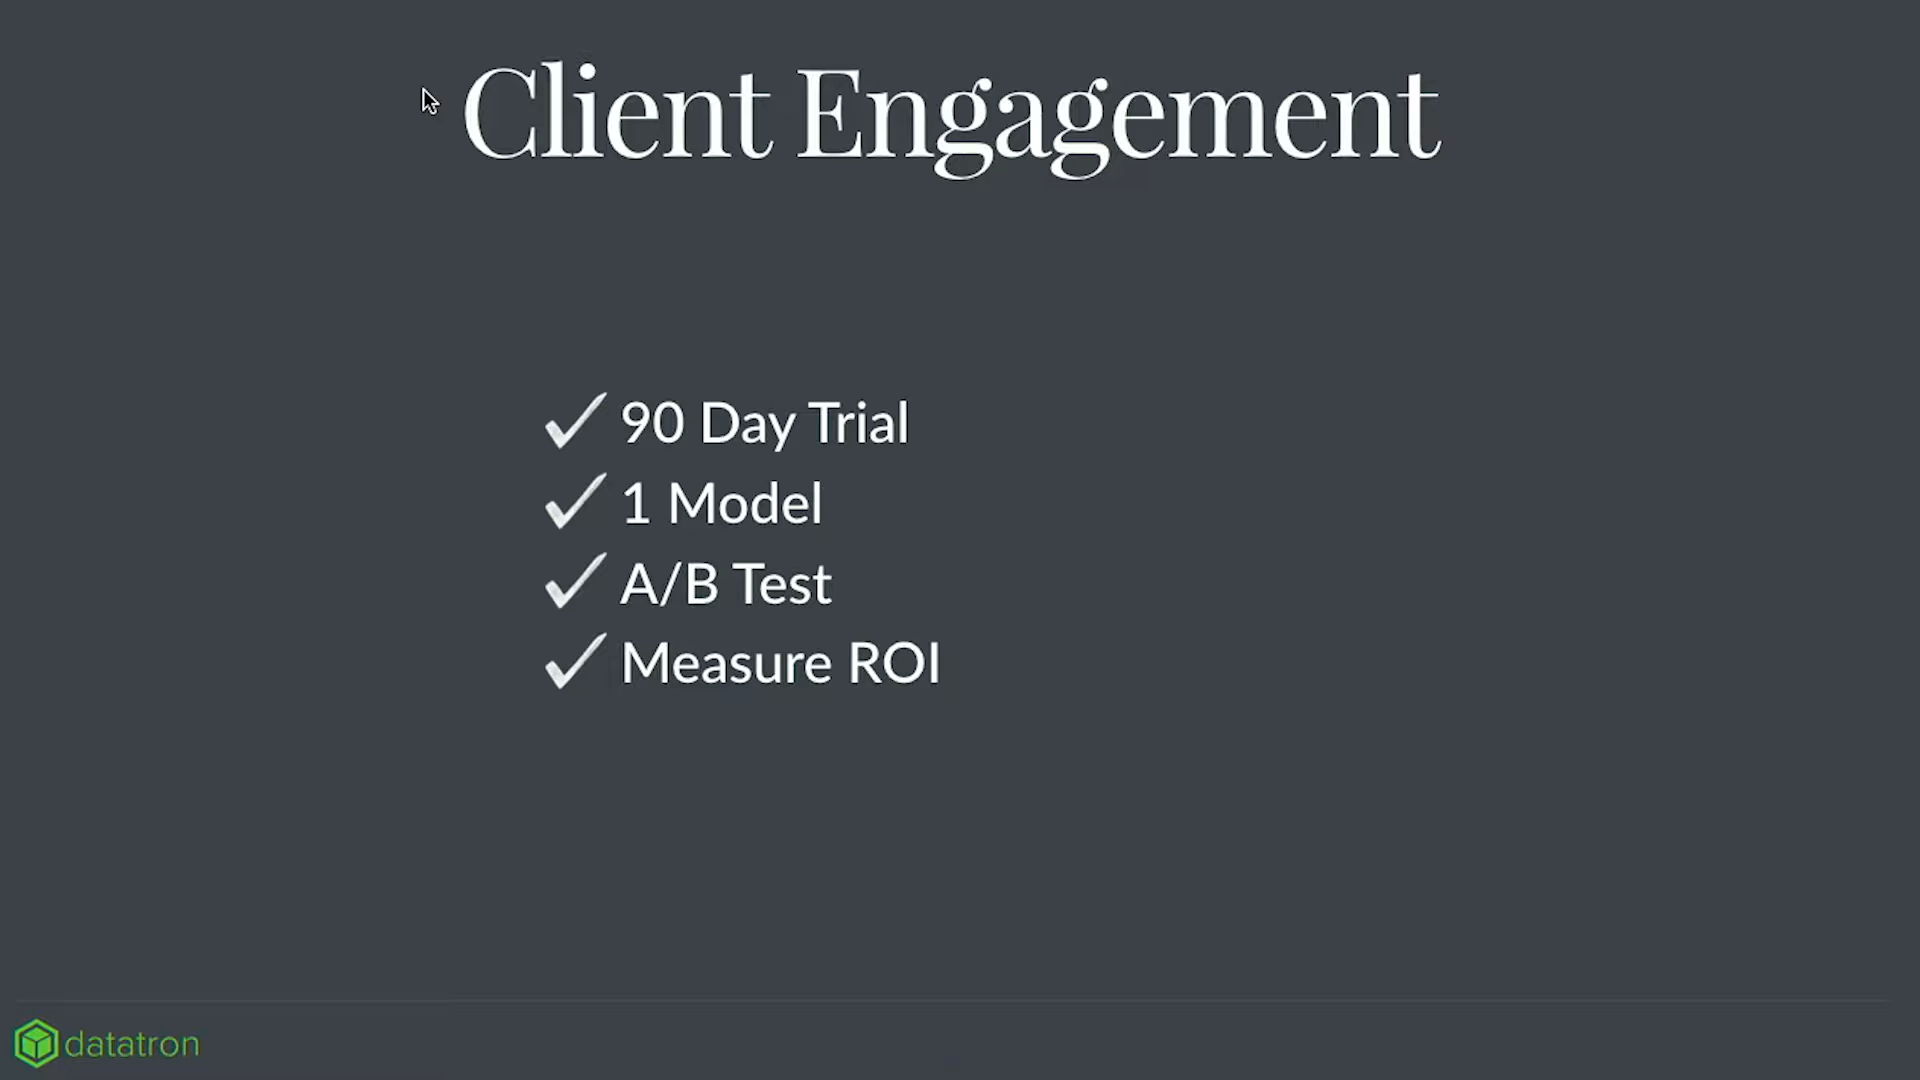 Client Engagement
✓ 90 Day Trial
✓ 1 Model
✓ A/B Test
✓ Measure ROI
datatron